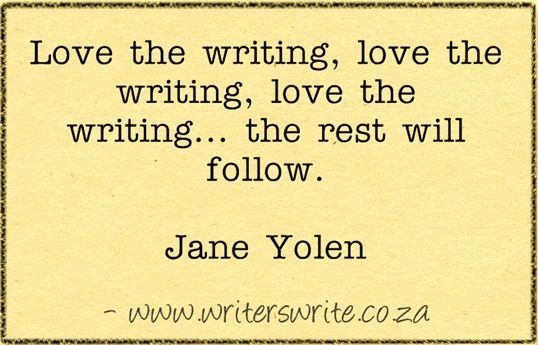 Love the writing, love the
writing, love the
writing... the rest will
follow.
Jane Yolen
- www.writerswrite.co.za